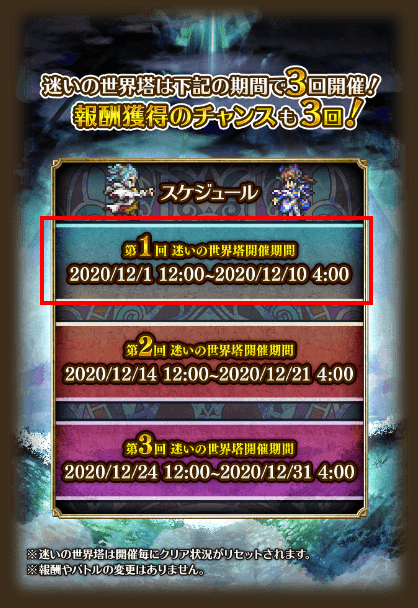 迷いの世界塔は下記の期間で3回開催!
報酬獲得のチャンスも3回!
スケジュール
第1回 迷いの世界塔開催期間
2020/12/1 12:00~2020/12/10 4:00
第2回 迷いの世界塔開催期間
2020/12/14 12:00~2020/12/21 4:00
第3回 迷いの世界塔開催期間
2020/12/24 12:00~2020/12/31 4:00
※迷いの世界塔は開催毎にクリア状況がリセットされます。
※報酬やバトルの変更はありません。